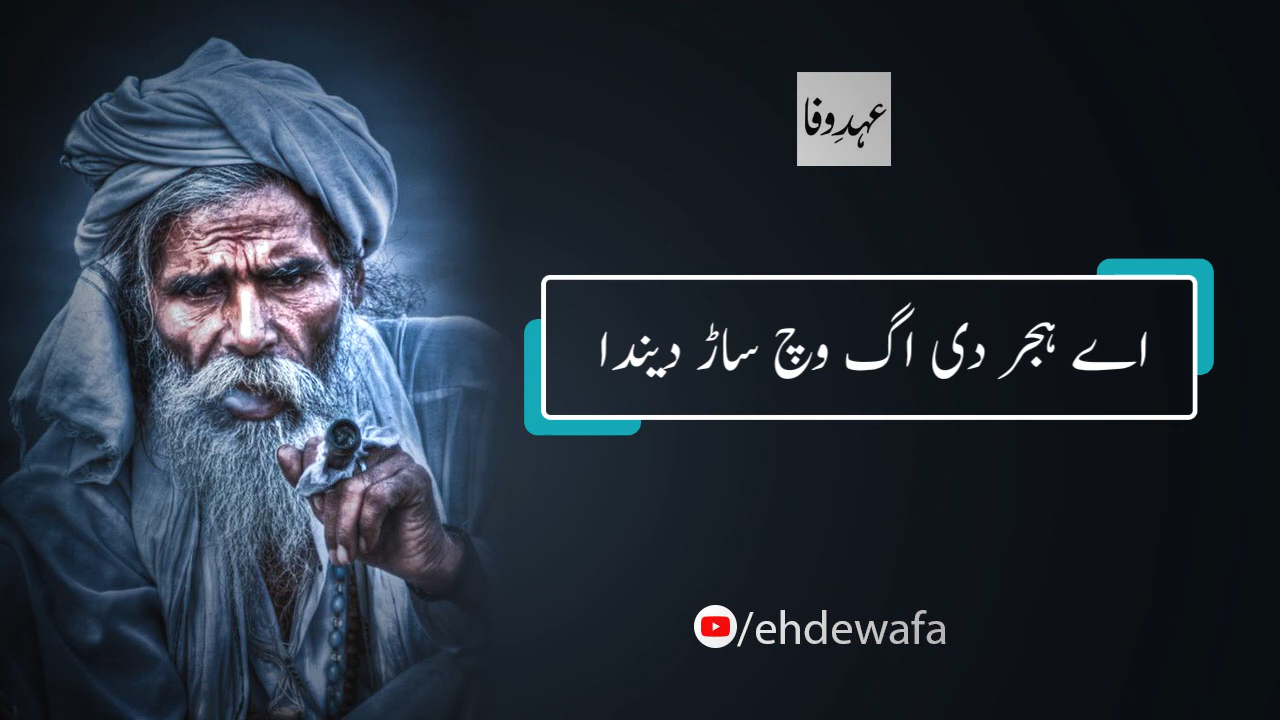 عہدِوفا
اے ہجر دی اگ وچ ساڑ دیندا
/ehdewafa